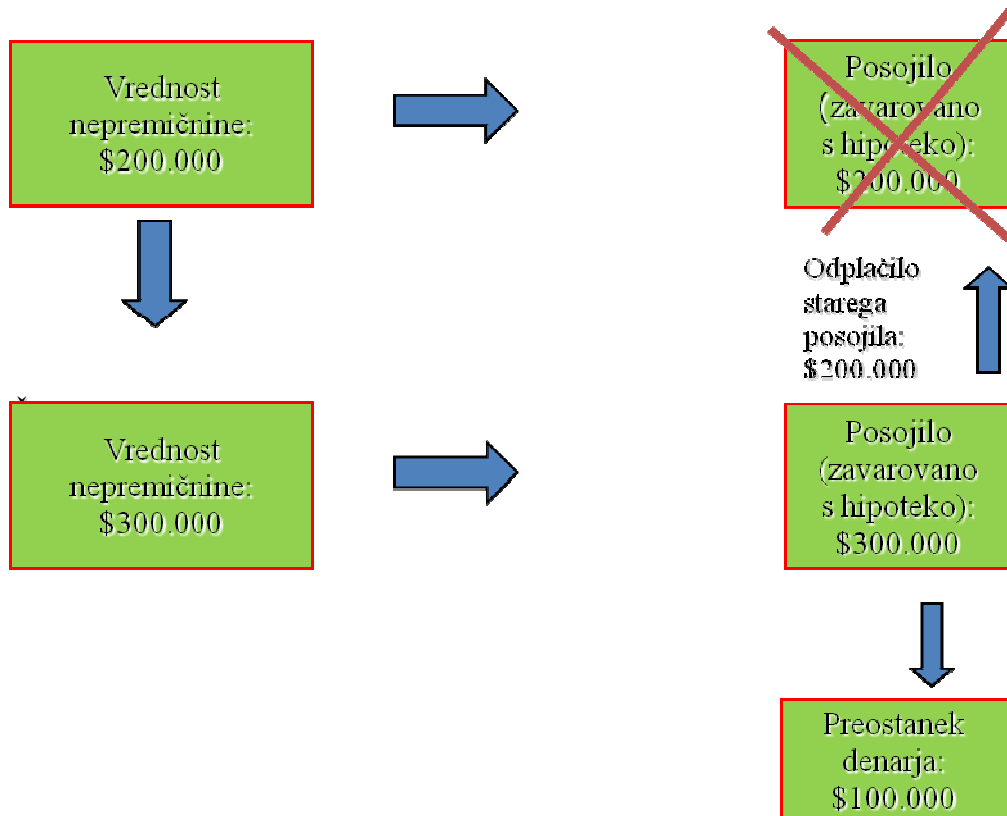 Vrednost
nepremičnine:
$200.000
Posojilo
(zavarovano
s hipoteko):
$200.000
Odplačilo
starega
posojila:
$200.000
Vrednost
nepremičnine:
$300.000
Posojilo
(zavarovano
s hipoteko):
$300.000
Preostanek
denarja:
$100.000